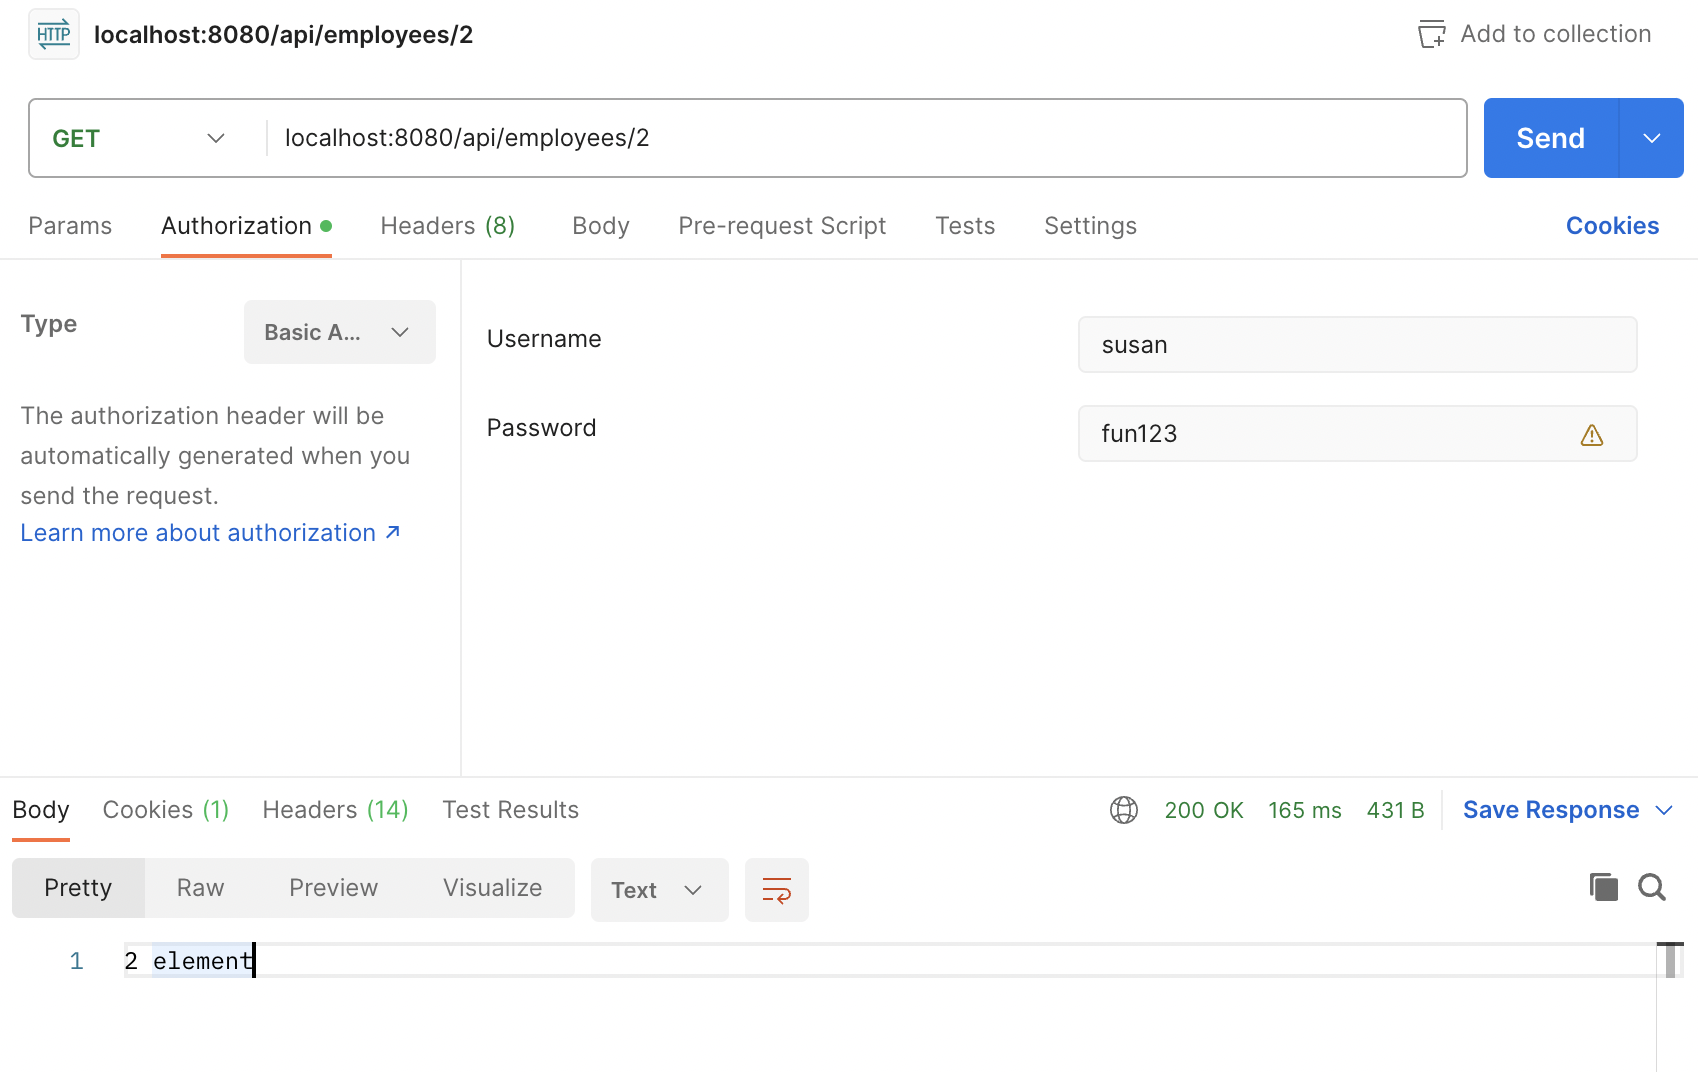 HTTP localhost:8080/api/employees/2 Add to collection
GET localhost:8080/api/employees/2 Send
Params Authorization Headers (8) Body Pre-request Script Tests Settings Cookies
Type Basic A...
The authorization header will be
automatically generated when you
send the request.
Learn more about authorization ↗
Username susan
Password fun123
Body Cookies (1) Headers (14) Test Results 200 OK 165 ms 431 B Save Response
Pretty Raw Preview Visualize Text
1 2 element